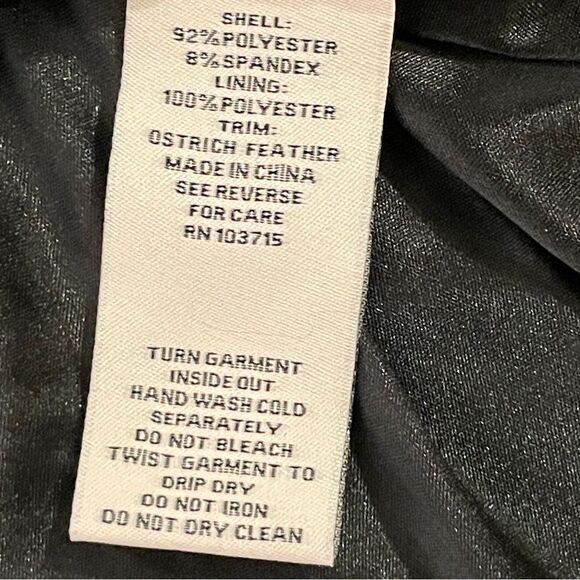 SHELL:
92%POLYESTER
8%SPANDEX
LINING:
100%POLYESTER
TRIM:
OSTRICH FEATHER
MADE IN CHINA
SEE REVERSE
FOR CARE
RN 103715
TURN GARMENT
INSIDE OUT
HAND WASH COLD
SEPARATELY
DO NOT BLEACH
TWIST GARMENT TO
DRIP DRY
DO NOT IRON
DO NOT DRY CLEAN